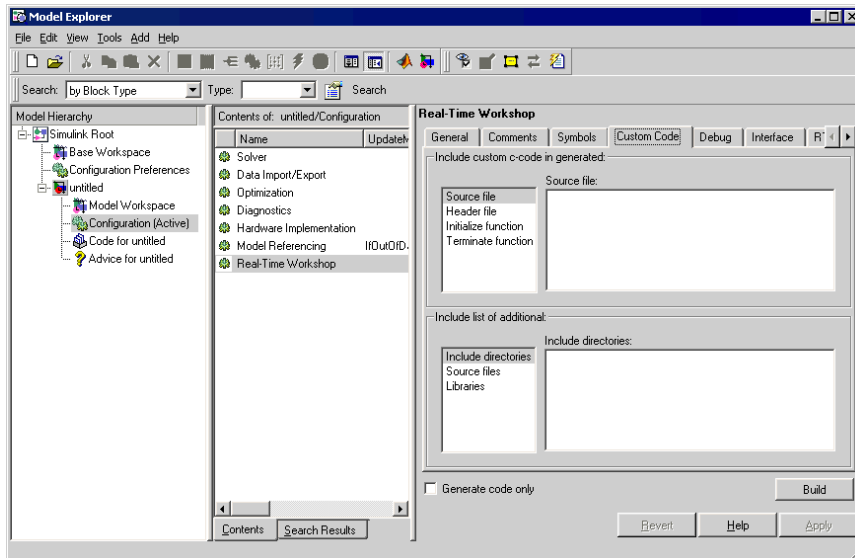 Model Explorer
File Edit View Tools Add Help
Search: by Block Type Type: Search
Model Hierarchy
Simulink Root
Base Workspace
Configuration Preferences
untitled
Model Workspace
Configuration (Active)
Code for untitled
Advice for untitled
Contents of: untitled/Configuration
Name UpdateM
Solver
Data Import/Export
Optimization
Diagnostics
Hardware Implementation
Model Referencing IfOutOfD.
Real-Time Workshop
Contents Search Results
Real-Time Workshop
General Comments Symbols Custom Code Debug Interface
Include custom c-code in generated:
Source file:
Source file
Header file
Initialize function
Terminate function
Include list of additional:
Include directories:
Include directories
Source files
Libraries
Generate code only
Build
Revert Help Apply